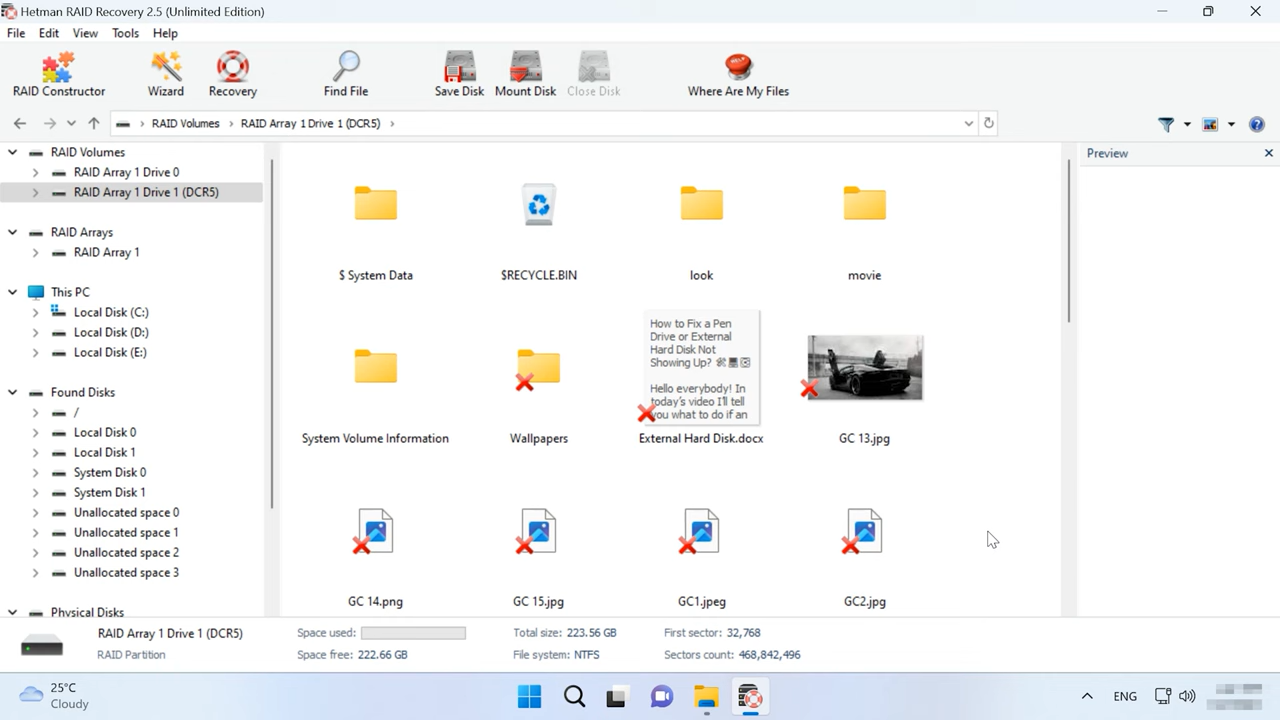 Hetman RAID Recovery 2.5 (Unlimited Edition)
File Edit View Tools Help
RAID Constructor Wizard Recovery Find File Save Disk Mount Disk Close Disk Where Are My Files
RAID Volumes RAID Array 1 Drive 1 (DCR5)
RAID Volumes
RAID Array 1 Drive 0
RAID Array 1 Drive 1 (DCR5)
RAID Arrays
RAID Array 1
This PC
Local Disk (C:)
Local Disk (D:)
Local Disk (E:)
Found Disks
/
Local Disk 0
Local Disk 1
System Disk 0
System Disk 1
Unallocated space 0
Unallocated space 1
Unallocated space 2
Unallocated space 3
Physical Disks
$ System Data $RECYCLE.BIN look movie
How to Fix a Pen
Drive or External
Hard Disk Not
Showing Up?
Hello everybody! In
today's video I'll tell
you what to do if an
System Volume Information Wallpapers External Hard Disk.docx GC 13.jpg
GC 14.png GC 15.jpg GC1.jpeg GC2.jpg
Preview
RAID Array 1 Drive 1 (DCR5) Space used: Total size: 223.56 GB First sector: 32,768
RAID Partition Space free: 222.66 GB File system: NTFS Sectors count: 468,842,496
25°C
Cloudy
HELP
ENG